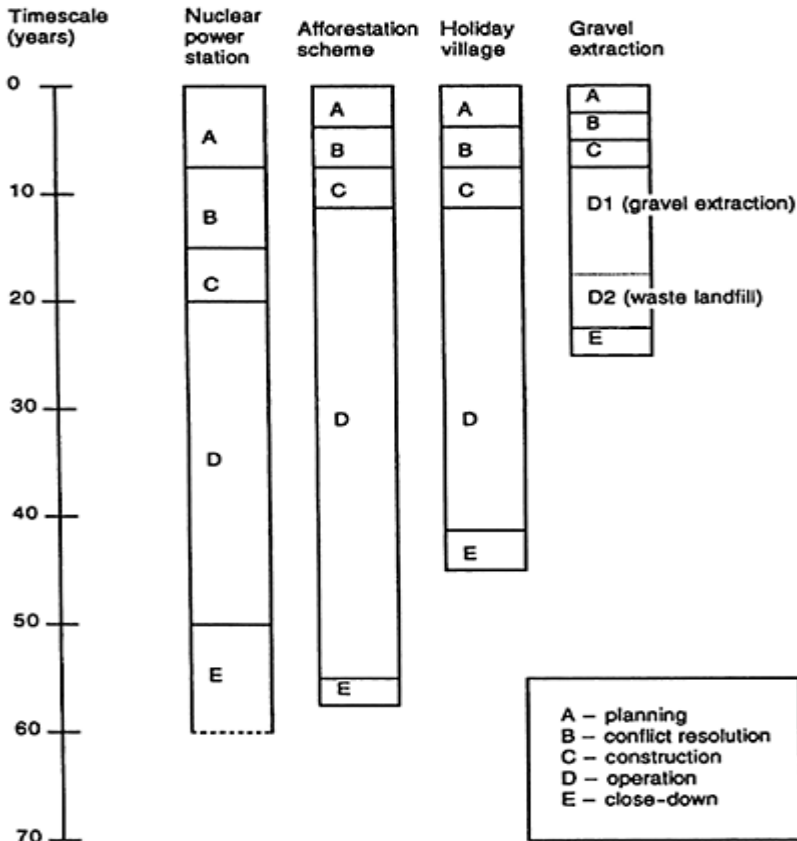 Timescale
(years)
Nuclear
power
station
Afforestation
scheme
Holiday
village
Gravel
extraction
0
10
20
30
40
50
60
70
A
B
C
D
E
A
B
C
D
E
A
B
C
D
E
A
B
C
D1 (gravel extraction)
D2 (waste landfill)
E
A – planning
B – conflict resolution
C – construction
D – operation
E – close-down